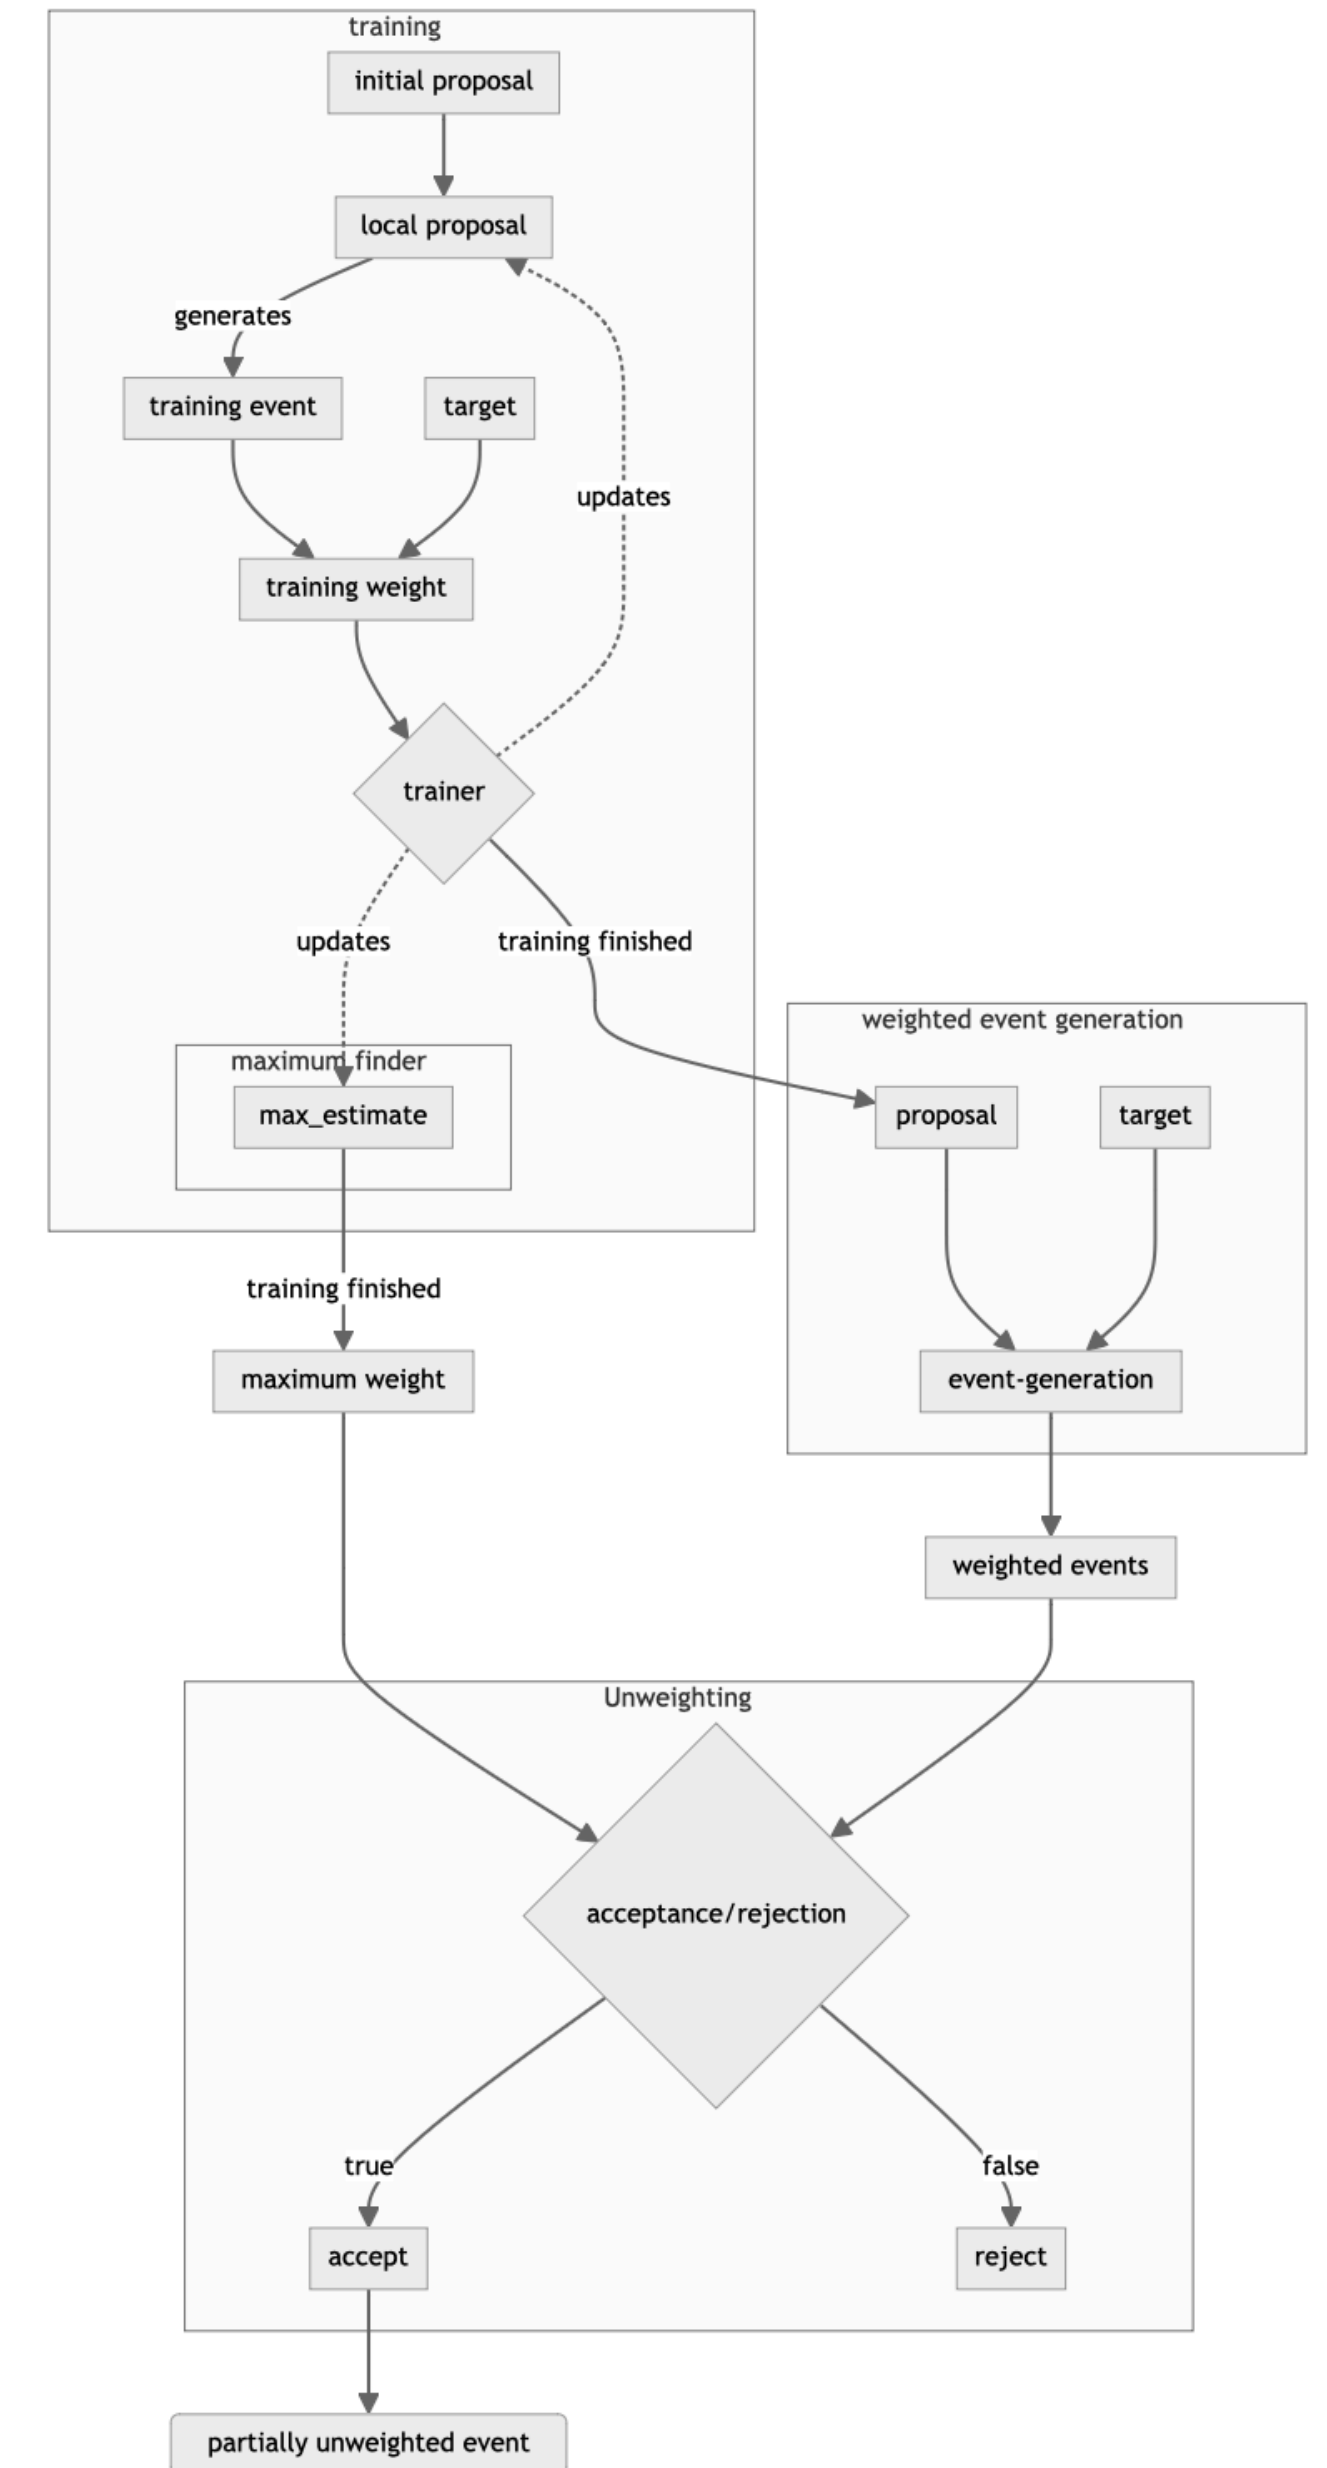 training
initial proposal
local proposal
generates
training event
target
updates
training weight
trainer
updates
training finished
maximum finder
max_estimate
weighted event generation
proposal
target
training finished
maximum weight
event-generation
weighted events
Unweighting
acceptance/rejection
true
false
accept
reject
partially unweighted event